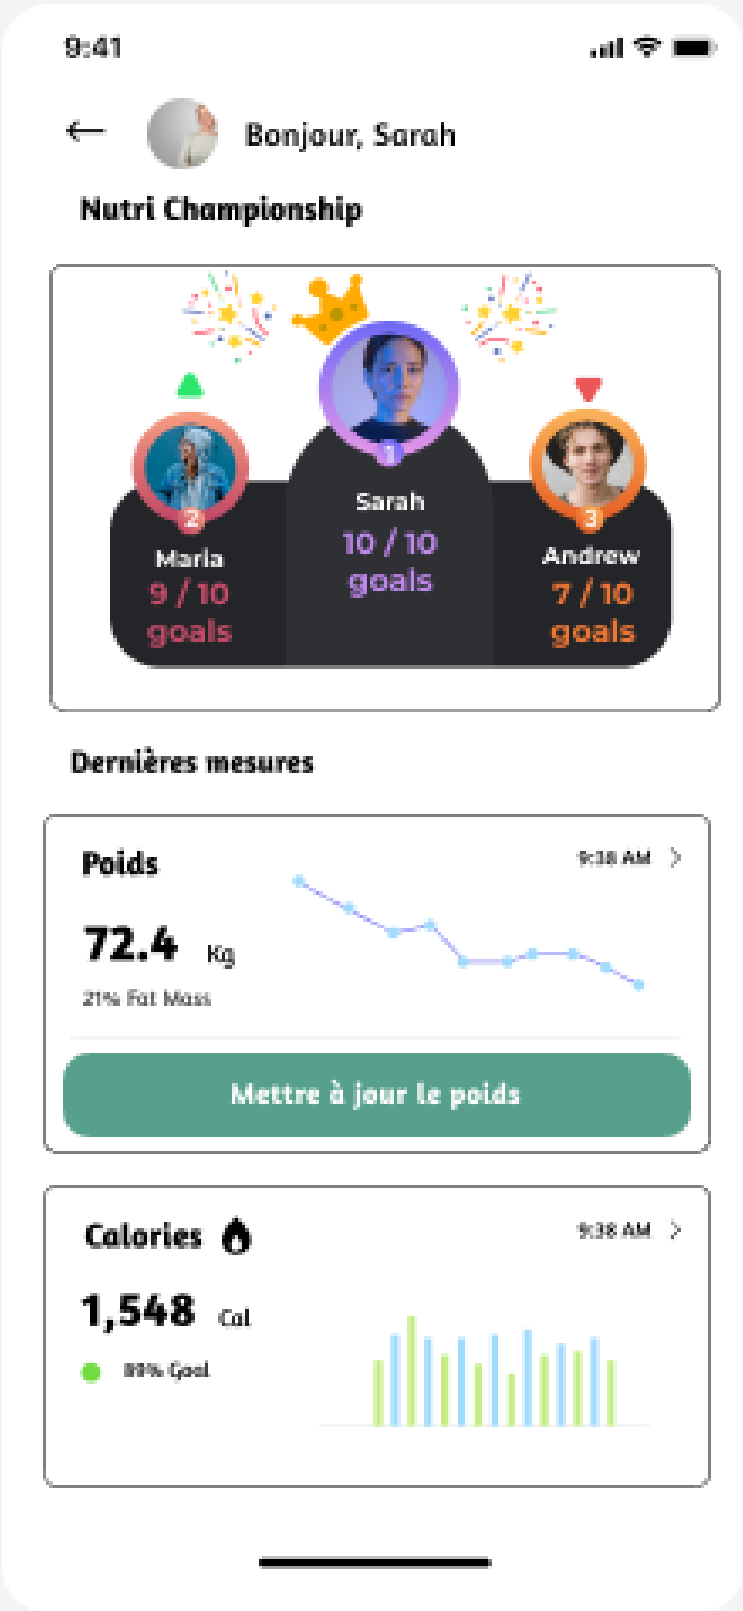 9:41
Bonjour, Sarah
Nutri Championship
1
Sarah
10 / 10
goals
2
Maria
9 / 10
goals
3
Andrew
7 / 10
goals
Dernières mesures
Poids
9:38 AM
72.4 Kg
21% Fat Mass
Mettre à jour le poids
Calories
9:38 AM
1,548 Cal
89% Goal